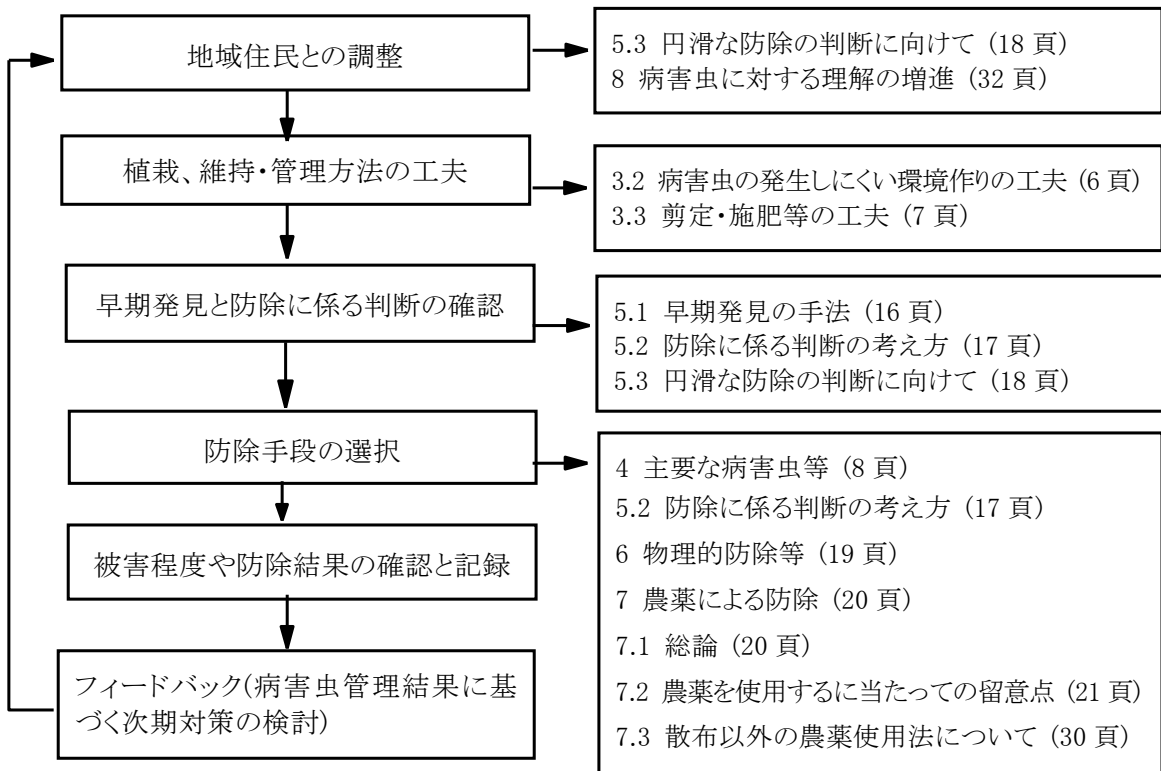 地域住民との調整
5.3 円滑な防除の判断に向けて (18 頁)
8 病害虫に対する理解の増進 (32 頁)
植栽、維持・管理方法の工夫
3.2 病害虫の発生しにくい環境作りの工夫 (6 頁)
3.3 剪定・施肥等の工夫 (7 頁)
早期発見と防除に係る判断の確認
5.1 早期発見の手法 (16 頁)
5.2 防除に係る判断の考え方 (17 頁)
5.3 円滑な防除の判断に向けて (18 頁)
防除手段の選択
4 主要な病害虫等 (8 頁)
5.2 防除に係る判断の考え方 (17 頁)
6 物理的防除等 (19 頁)
7 農薬による防除 (20 頁)
7.1 総論 (20 頁)
7.2 農薬を使用するに当たっての留意点 (21 頁)
7.3 散布以外の農薬使用法について (30 頁)
被害程度や防除結果の確認と記録
フィードバック(病害虫管理結果に基
づく次期対策の検討)